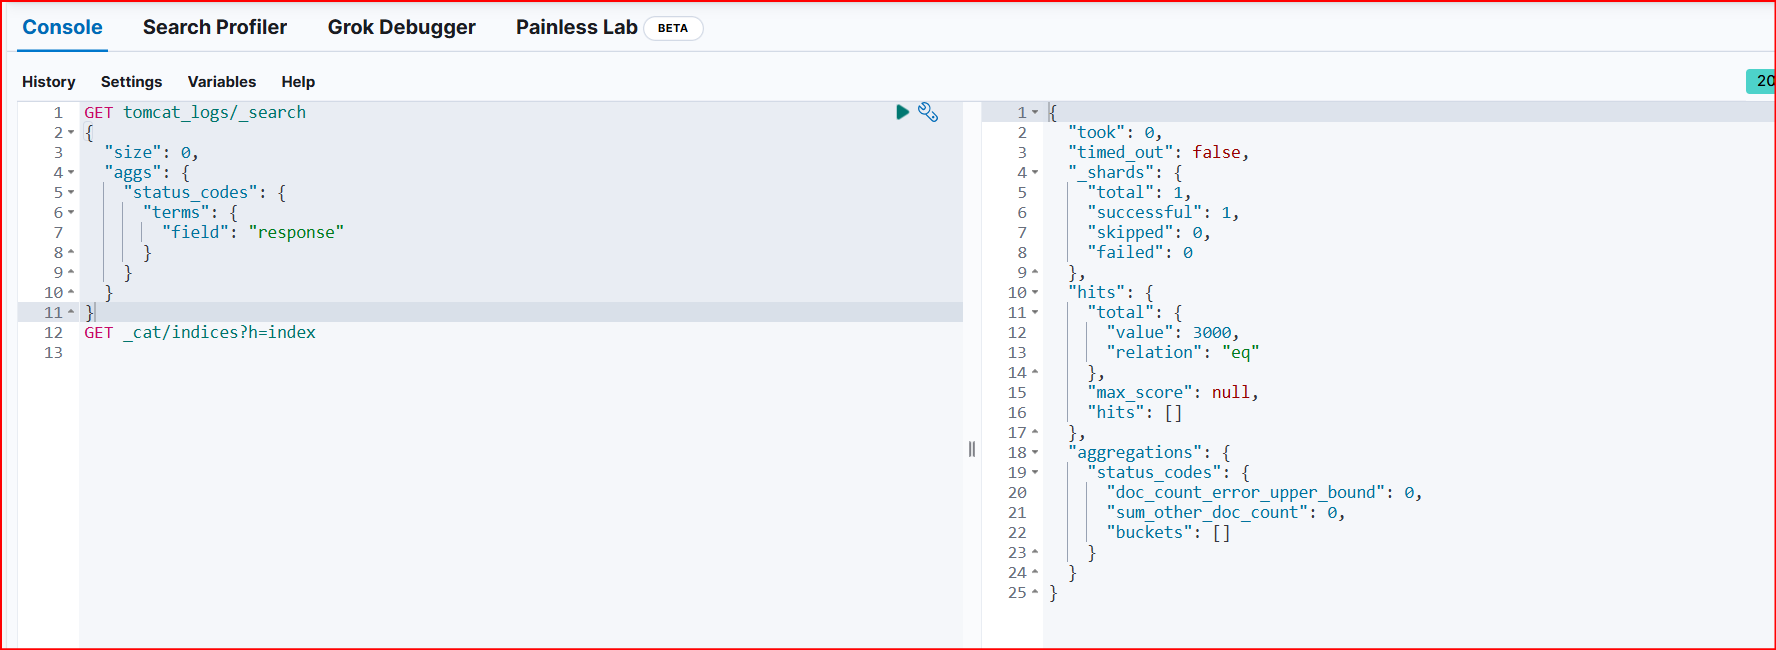 Console Search Profiler Grok Debugger Painless Lab BETA
History Settings Variables Help
20
1 GET tomcat_logs/_search
2 {
3 "size": 0,
4 "aggs": {
5 "status_codes": {
6 "terms": {
7 "field": "response"
8 }
9 }
10 }
11 }
12 GET _cat/indices?h=index
13
1 {
2 "took": 0,
3 "timed_out": false,
4 "_shards": {
5 "total": 1,
6 "successful": 1,
7 "skipped": 0,
8 "failed": 0
9 },
10 "hits": {
11 "total": {
12 "value": 3000,
13 "relation": "eq"
14 },
15 "max_score": null,
16 "hits": []
17 },
18 "aggregations": {
19 "status_codes": {
20 "doc_count_error_upper_bound": 0,
21 "sum_other_doc_count": 0,
22 "buckets": []
23 }
24 }
25 }